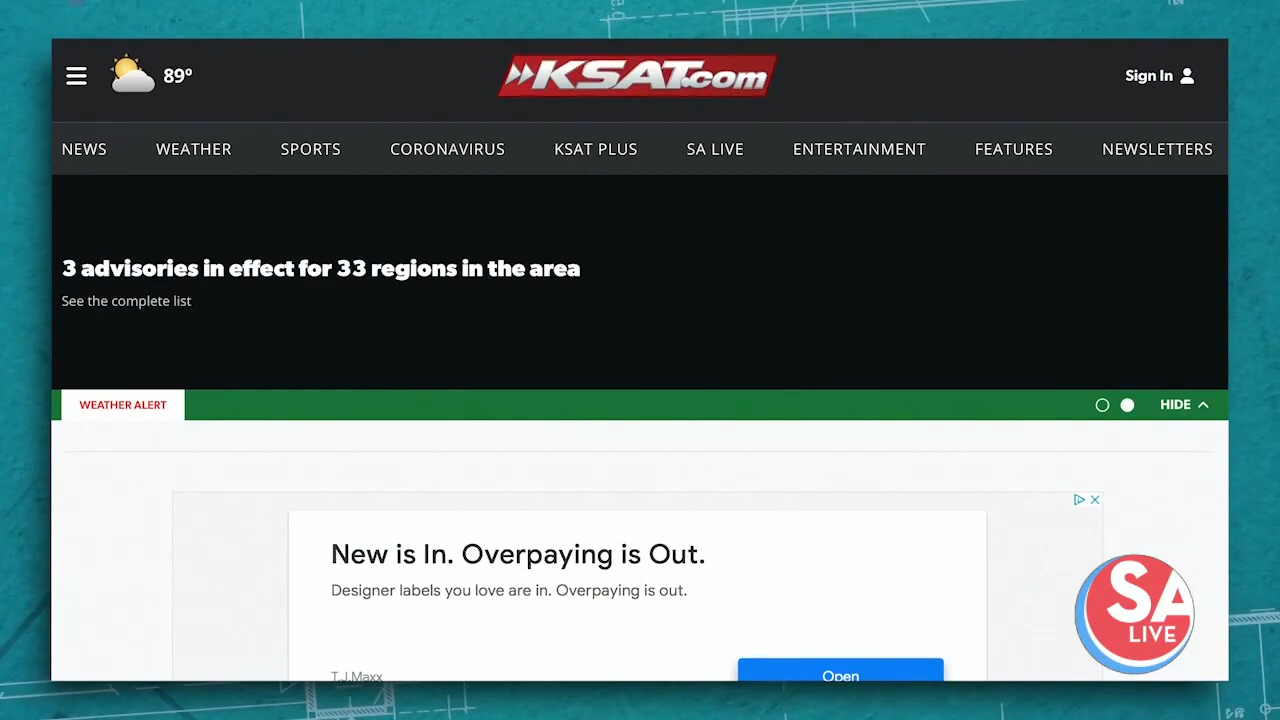 89°
KSAT.com
Sign In
NEWS WEATHER SPORTS CORONAVIRUS KSAT PLUS SA LIVE ENTERTAINMENT FEATURES NEWSLETTERS
3 advisories in effect for 33 regions in the area
See the complete list
WEATHER ALERT
HIDE
New is In. Overpaying is Out.
Designer labels you love are in. Overpaying is out.
T.J.Maxx
Open
SA
LIVE